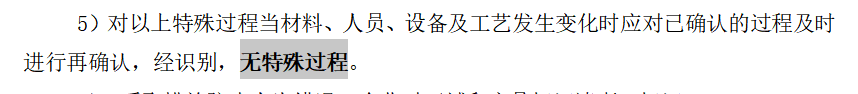 5）对以上特殊过程当材料、人员、设备及工艺发生变化时应对已确认的过程及时
进行再确认，经识别，无特殊过程。